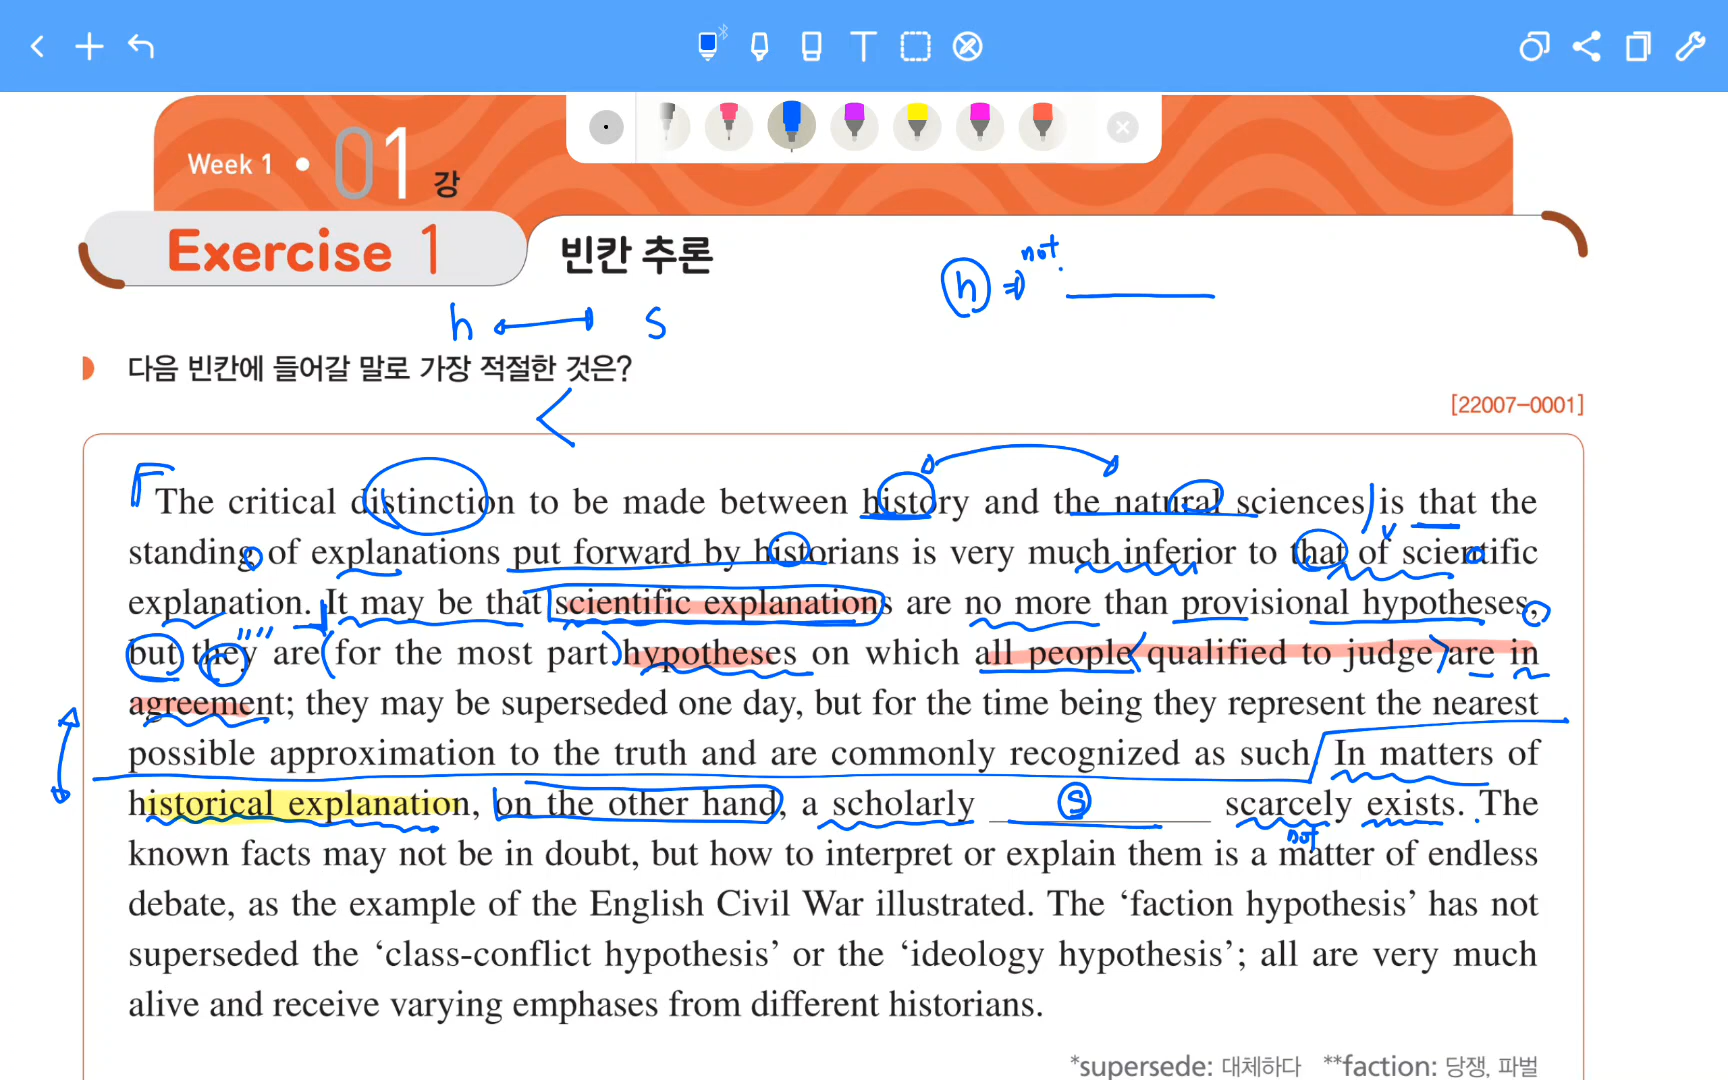 Week 1 • 01강
Exercise 1 빈칸 추론
not
h ⇒
h ↔ s
다음 빈칸에 들어갈 말로 가장 적절한 것은?
[22007-0001]
The critical distinction to be made between history and the natural sciences is that the
standing of explanations put forward by historians is very much inferior to that of scientific
explanation. It may be that scientific explanations are no more than provisional hypotheses,
but they are for the most part hypotheses on which all people qualified to judge are in
agreement; they may be superseded one day, but for the time being they represent the nearest
possible approximation to the truth and are commonly recognized as such. In matters of
historical explanation, on the other hand, a scholarly ⓢ scarcely exists. The
not
known facts may not be in doubt, but how to interpret or explain them is a matter of endless
debate, as the example of the English Civil War illustrated. The ‘faction hypothesis’ has not
superseded the ‘class-conflict hypothesis’ or the ‘ideology hypothesis’; all are very much
alive and receive varying emphases from different historians.
*supersede: 대체하다 **faction: 당쟁, 파벌